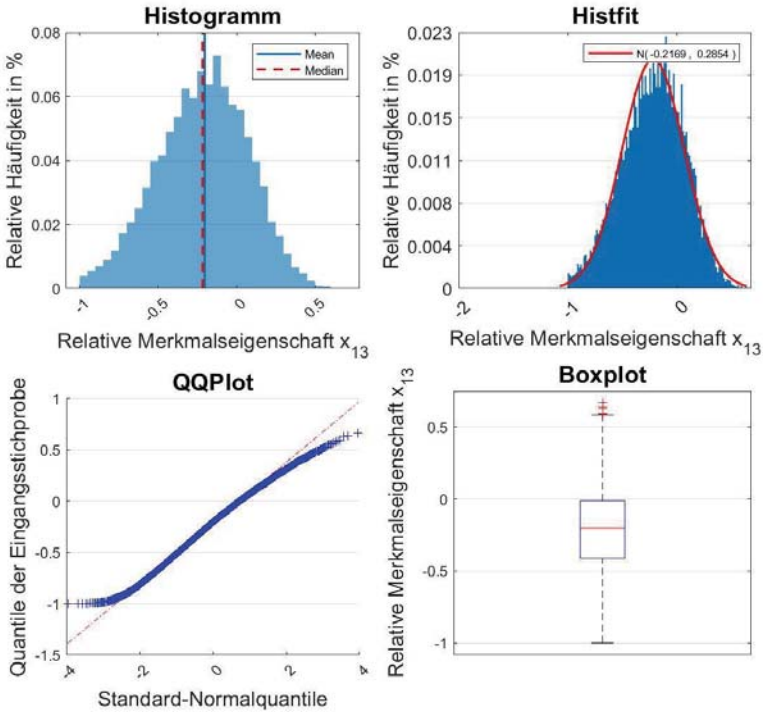 Histogramm
Relative Häufigkeit in %
0.08
0.06
0.04
0.02
0
Mean
Median
-1
-0.5
0
0.5
Relative Merkmalseigenschaft x13
Histfit
Relative Häufigkeit in %
0.023
0.019
0.015
0.011
0.008
0.004
0
N( -0.2169 , 0.2854 )
-2
-1
0
Relative Merkmalseigenschaft x13
QQPlot
Quantile der Eingangsstichprobe
1
0.5
0
-0.5
-1
-1.5
-4
-2
0
2
4
Standard-Normalquantile
Boxplot
Relative Merkmalseigenschaft x13
0.5
0
-0.5
-1